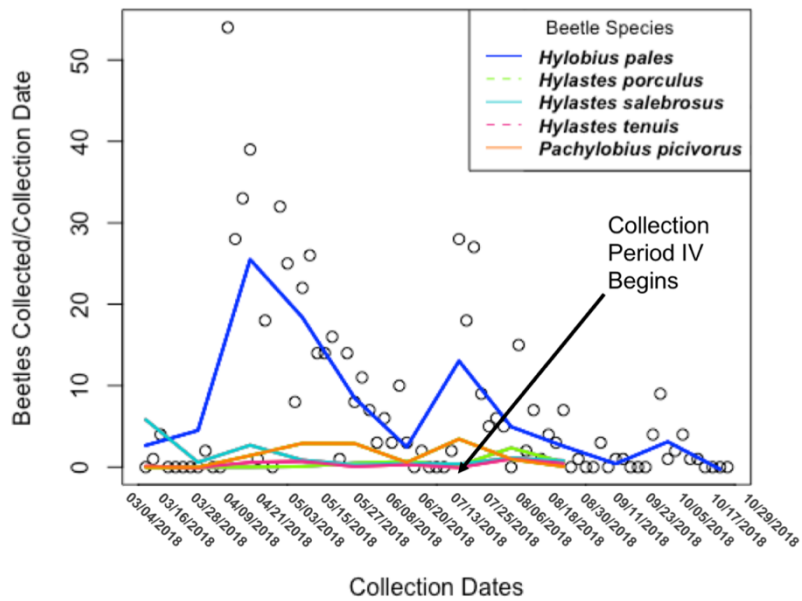 Beetles Collected/Collection Date
50
40
30
20
10
0
Beetle Species
Hylobius pales
Hylastes porculus
Hylastes salebrosus
Hylastes tenuis
Pachylobius picivorus
Collection
Period IV
Begins
03/04/2018
03/16/2018
03/28/2018
04/09/2018
04/21/2018
05/03/2018
05/15/2018
05/27/2018
06/08/2018
06/20/2018
07/13/2018
07/25/2018
08/06/2018
08/18/2018
08/30/2018
09/11/2018
09/23/2018
10/05/2018
10/17/2018
10/29/2018
Collection Dates